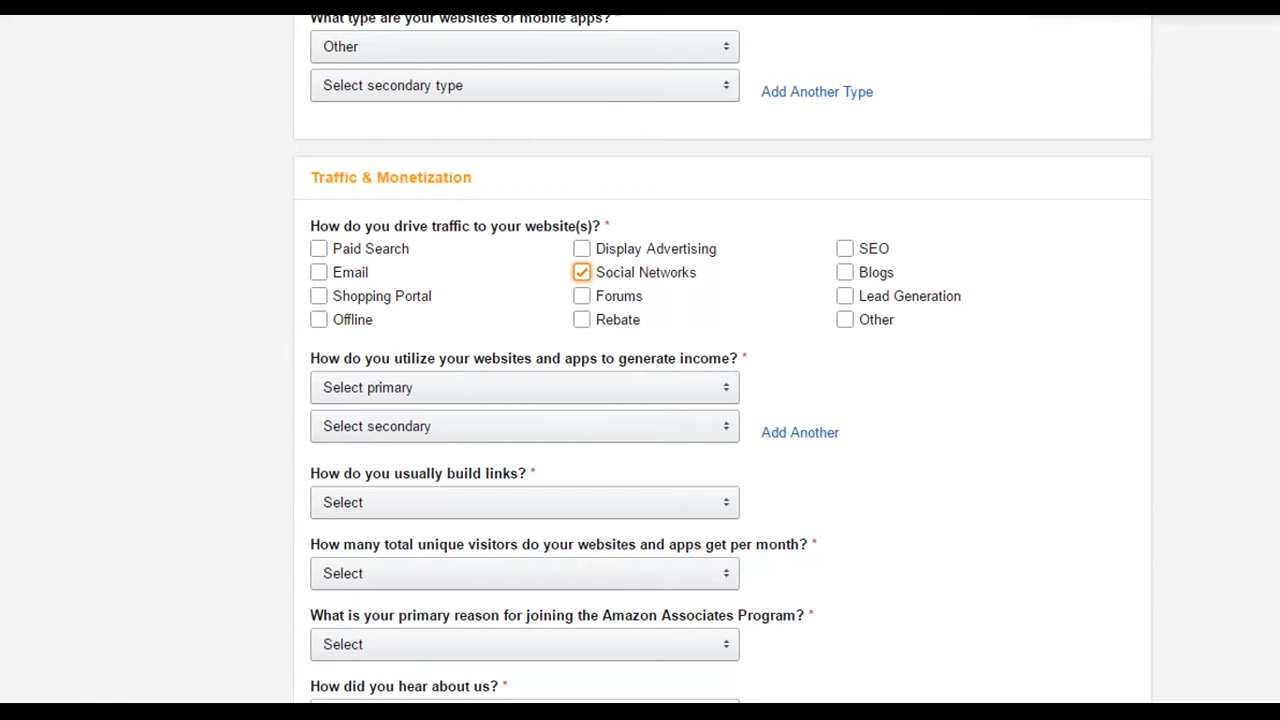 What type are your websites or mobile apps? *
Other
Select secondary type
Add Another Type
Traffic & Monetization
How do you drive traffic to your website(s)? *
Paid Search Display Advertising SEO
Email Social Networks Blogs
Shopping Portal Forums Lead Generation
Offline Rebate Other
How do you utilize your websites and apps to generate income? *
Select primary
Select secondary
Add Another
How do you usually build links? *
Select
How many total unique visitors do your websites and apps get per month? *
Select
What is your primary reason for joining the Amazon Associates Program? *
Select
How did you hear about us? *